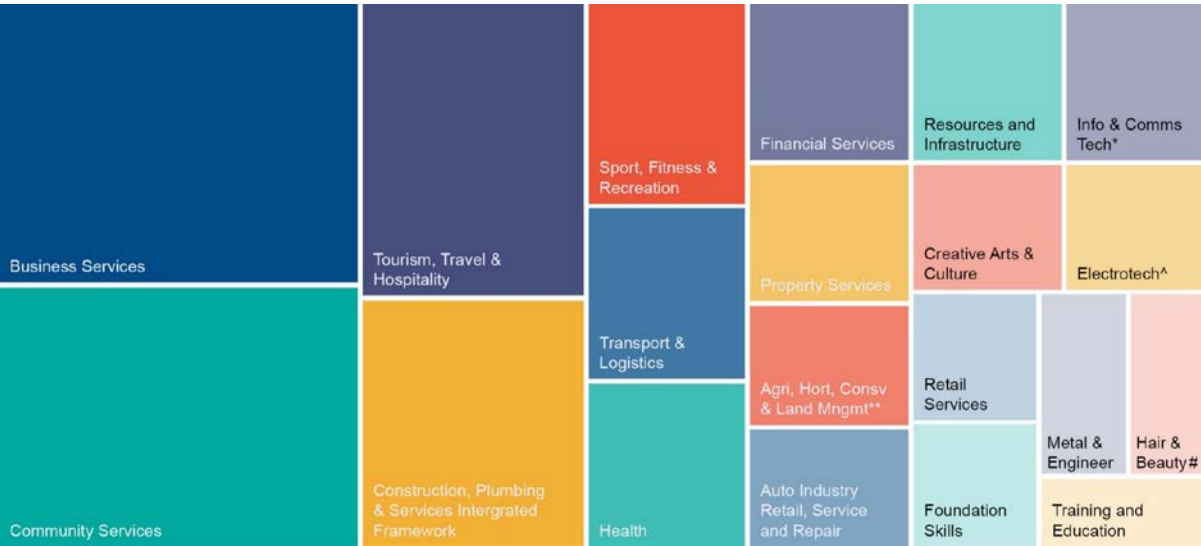 Business Services
Community Services
Tourism, Travel &
Hospitality
Construction, Plumbing
& Services Intergrated
Framework
Sport, Fitness &
Recreation
Transport &
Logistics
Health
Financial Services
Property Services
Agri, Hort, Consv
& Land Mngmt**
Auto Industry
Retail, Service
and Repair
Resources and
Infrastructure
Info & Comms
Tech*
Creative Arts &
Culture
Electrotech^
Retail
Services
Foundation
Skills
Metal &
Engineer
Hair &
Beauty#
Training and
Education